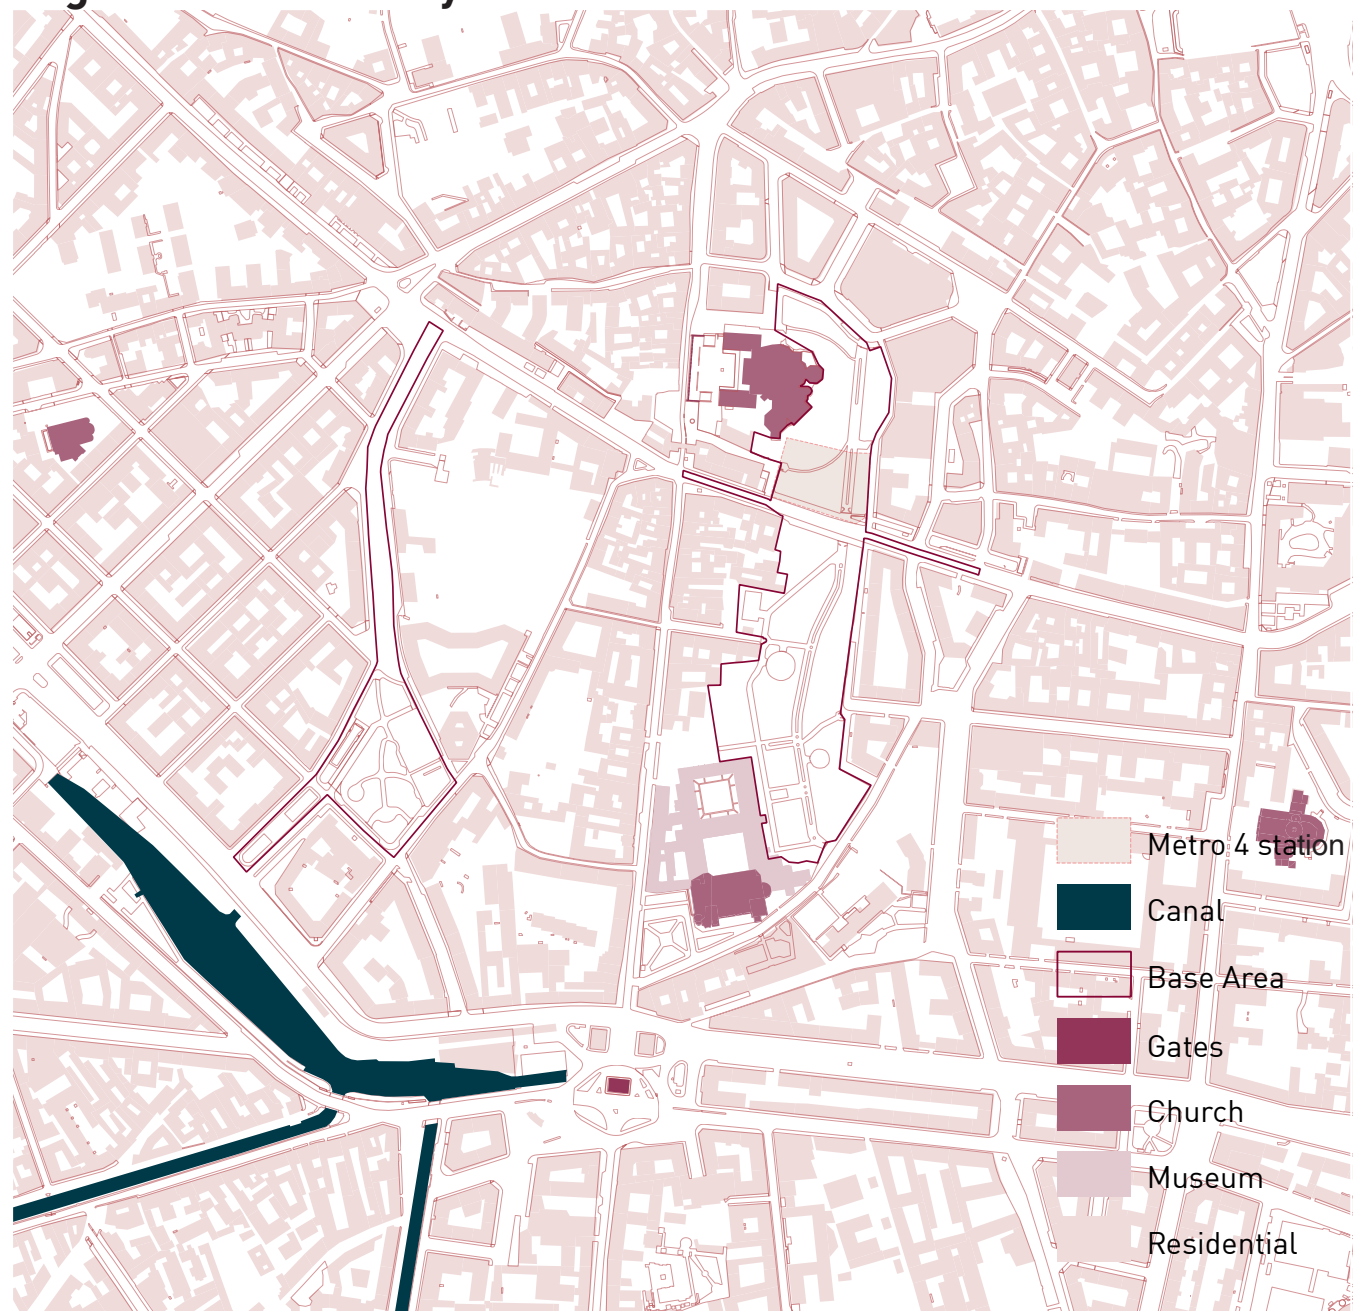 Metro 4 station
Canal
Base Area
Gates
Church
Museum
Residential